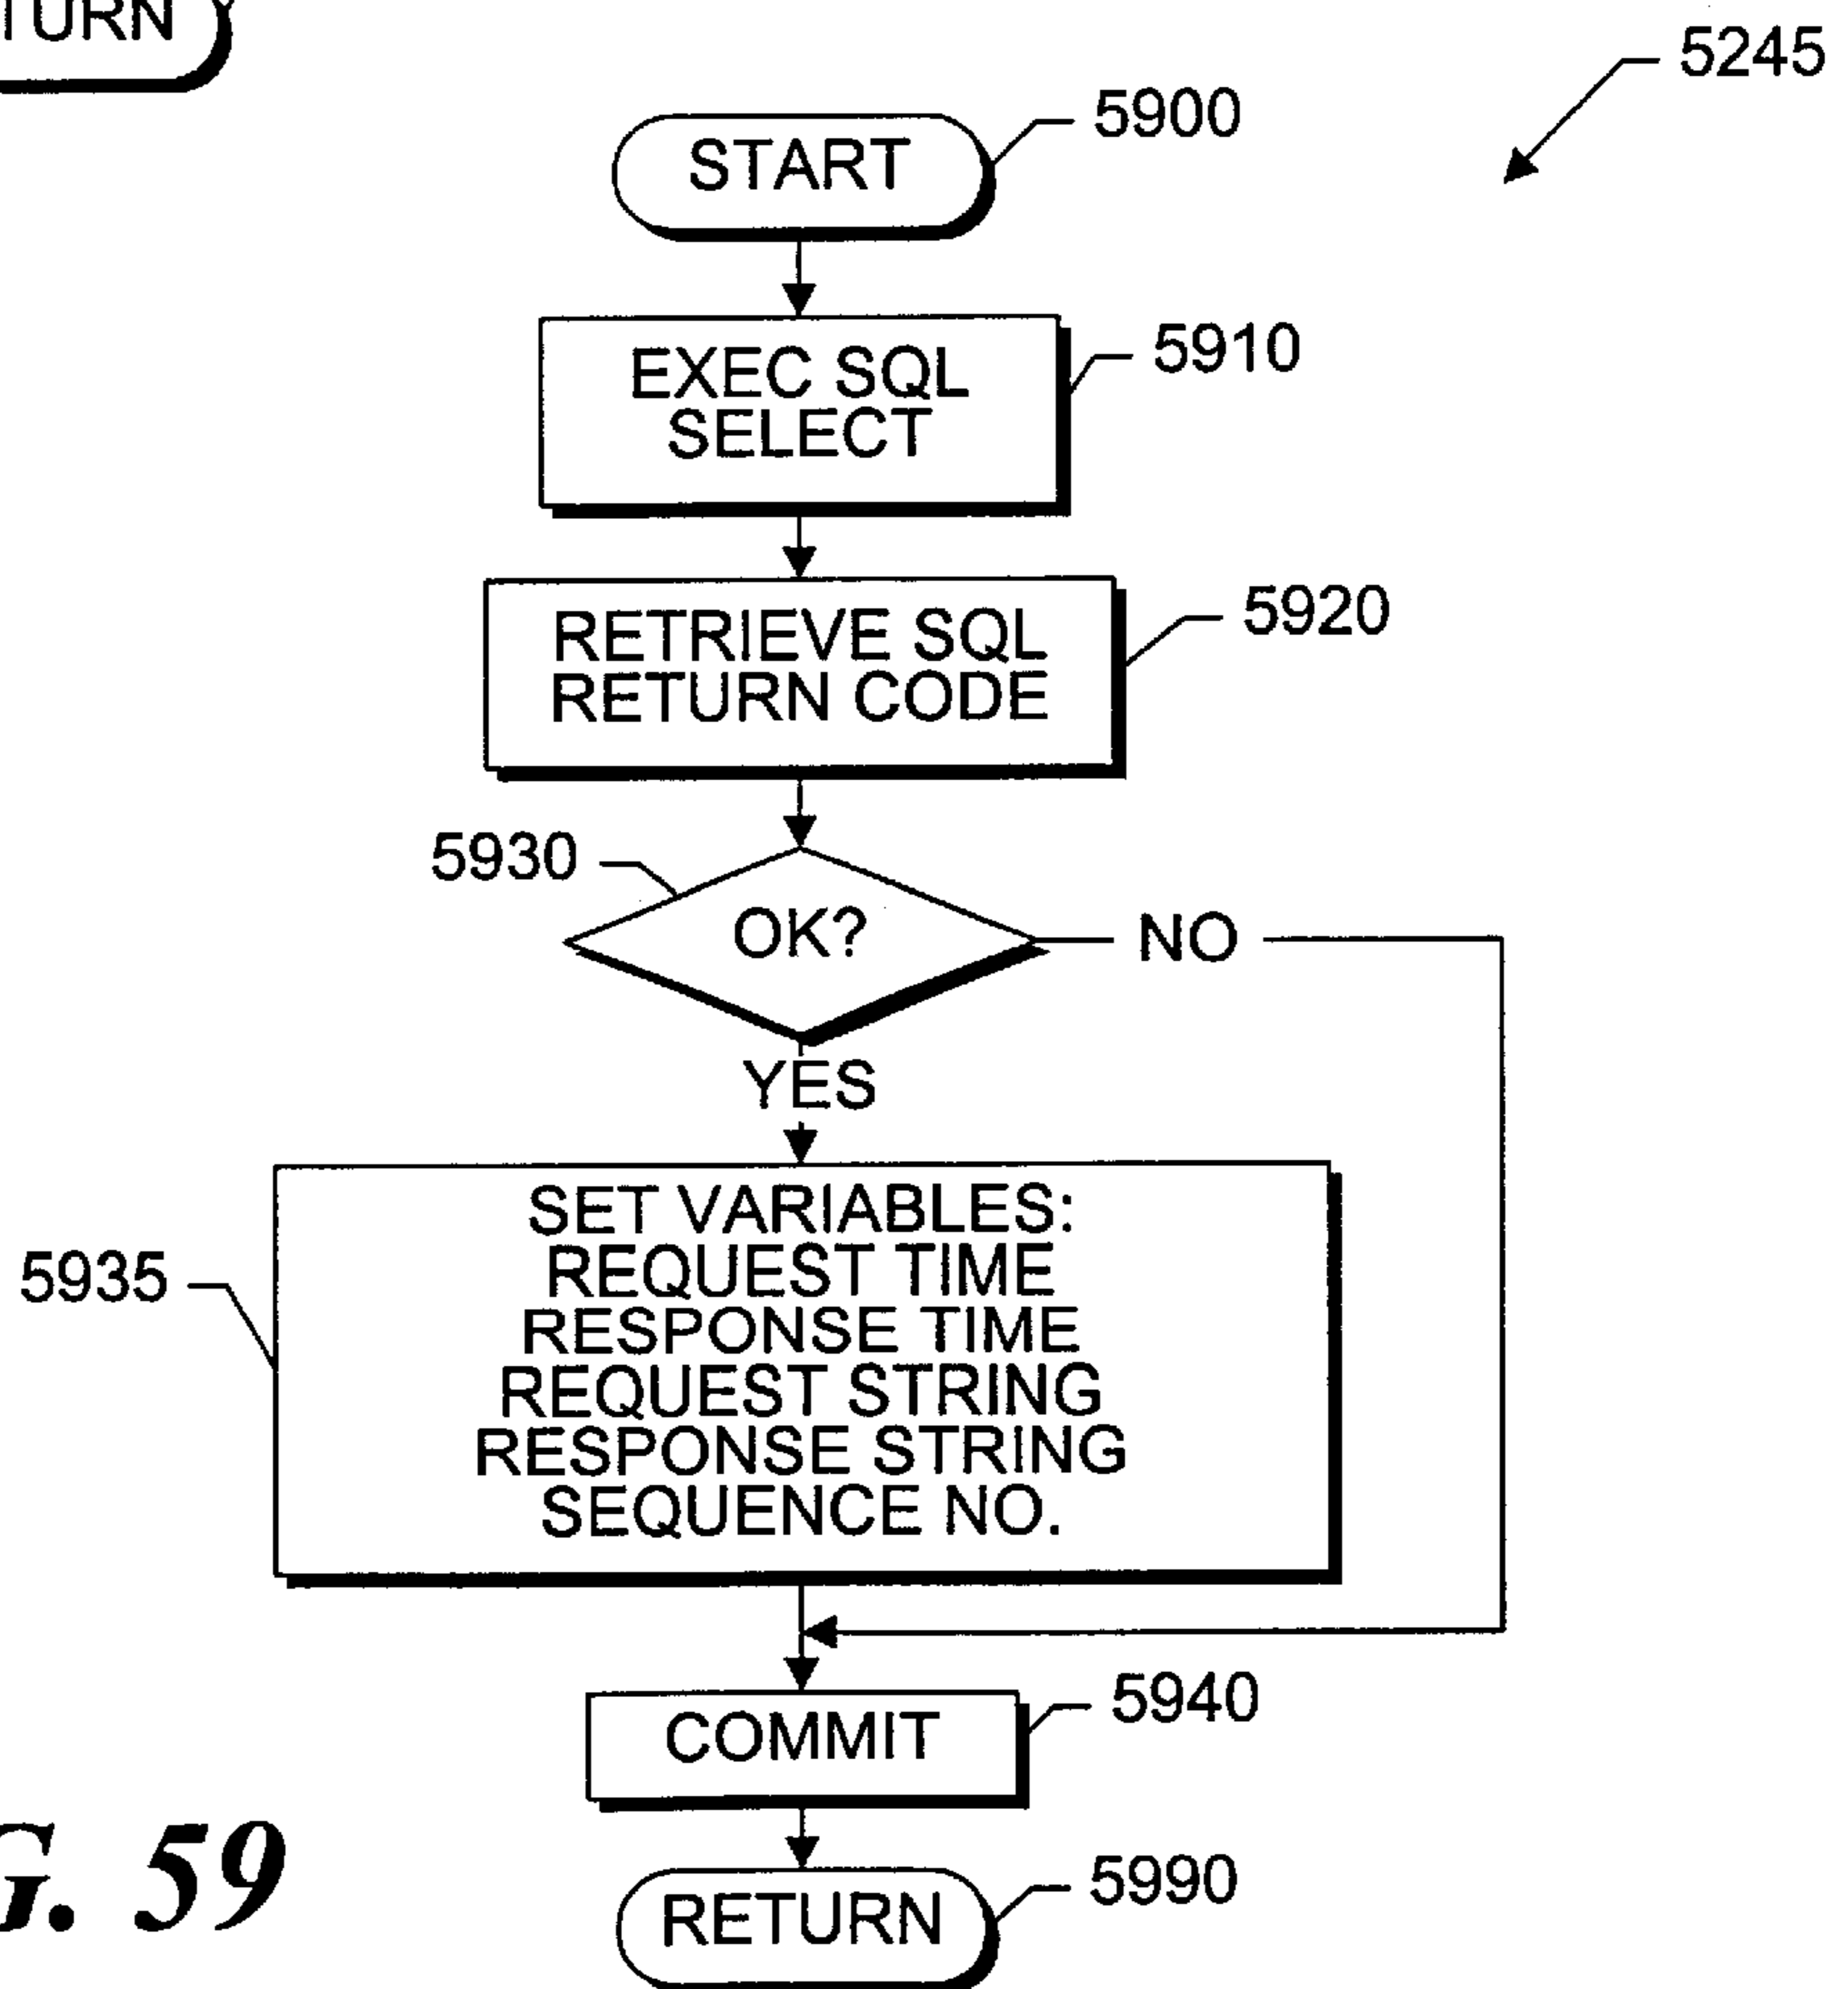 TURN
5245
5900
START
5910
EXEC SQL
SELECT
5920
RETRIEVE SQL
RETURN CODE
5930
OK?
NO
YES
5935
SET VARIABLES:
REQUEST TIME
RESPONSE TIME
REQUEST STRING
RESPONSE STRING
SEQUENCE NO.
5940
COMMIT
G. 59
5990
RETURN